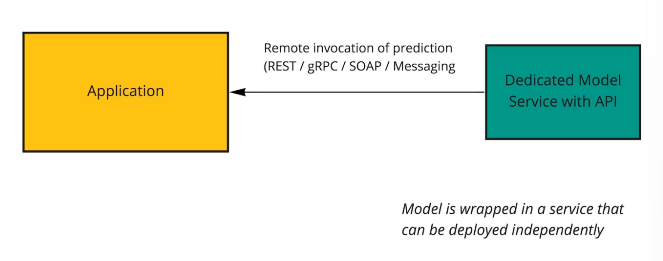 Remote invocation of prediction
(REST / gRPC / SOAP / Messaging
Application
Dedicated Model
Service with API
Model is wrapped in a service that
can be deployed independently